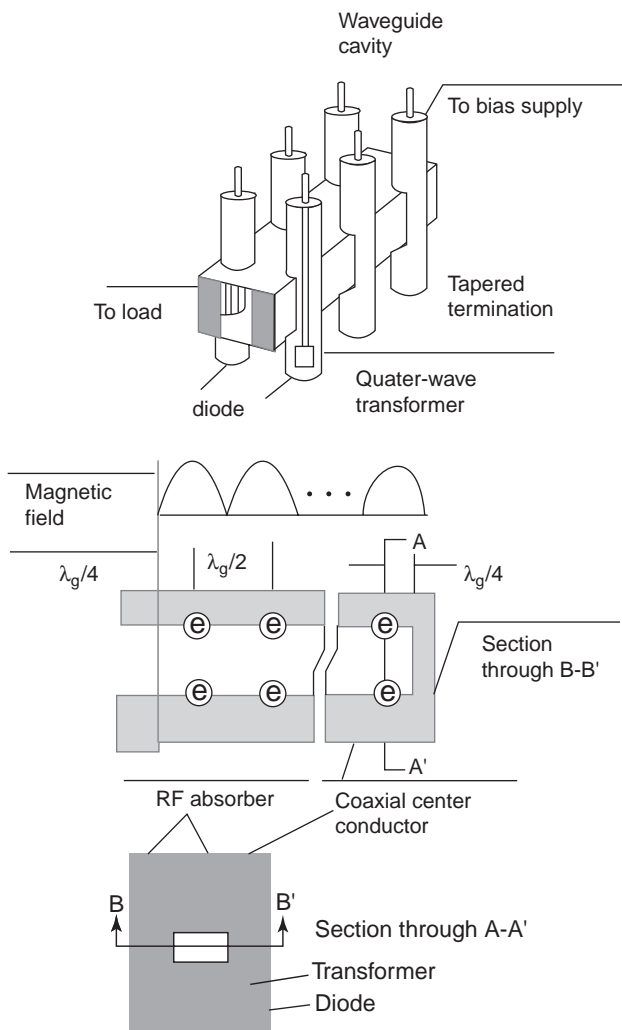 Waveguide
cavity
To bias supply
To load
Tapered
termination
diode
Quater-wave
transformer
Magnetic
field
λg/4
λg/2
A
λg/4
e
e
e
Section
through B-B'
e
e
e
A'
RF absorber
Coaxial center
conductor
B
B'
Section through A-A'
Transformer
Diode